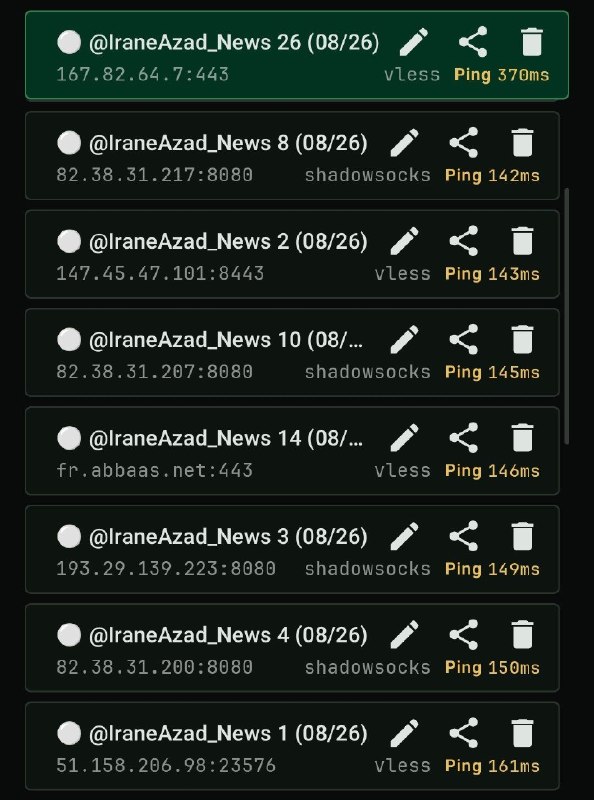 @IraneAzad_News 26 (08/26)
167.82.64.7:443 vless Ping 370ms
@IraneAzad_News 8 (08/26)
82.38.31.217:8080 shadowsocks Ping 142ms
@IraneAzad_News 2 (08/26)
147.45.47.101:8443 vless Ping 143ms
@IraneAzad_News 10 (08/...
82.38.31.207:8080 shadowsocks Ping 145ms
@IraneAzad_News 14 (08/...
fr.abbaas.net:443 vless Ping 146ms
@IraneAzad_News 3 (08/26)
193.29.139.223:8080 shadowsocks Ping 149ms
@IraneAzad_News 4 (08/26)
82.38.31.200:8080 shadowsocks Ping 150ms
@IraneAzad_News 1 (08/26)
51.158.206.98:23576 vless Ping 161ms